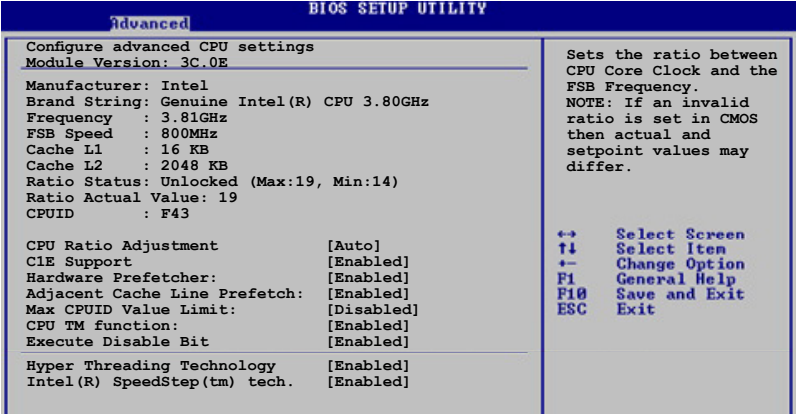 BIOS SETUP UTILITY
Advanced
Configure advanced CPU settings
Module Version: 3C.0E
Manufacturer: Intel
Brand String: Genuine Intel(R) CPU 3.80GHz
Frequency : 3.81GHz
FSB Speed : 800MHz
Cache L1 : 16 KB
Cache L2 : 2048 KB
Ratio Status: Unlocked (Max:19, Min:14)
Ratio Actual Value: 19
CPUID : F43
CPU Ratio Adjustment [Auto]
C1E Support [Enabled]
Hardware Prefetcher: [Enabled]
Adjacent Cache Line Prefetch: [Enabled]
Max CPUID Value Limit: [Disabled]
CPU TM function: [Enabled]
Execute Disable Bit [Enabled]
Hyper Threading Technology [Enabled]
Intel(R) SpeedStep(tm) tech. [Enabled]
Sets the ratio between
CPU Core Clock and the
FSB Frequency.
NOTE: If an invalid
ratio is set in CMOS
then actual and
setpoint values may
differ.
←→ Select Screen
↑↓ Select Item
+- Change Option
F1 General Help
F10 Save and Exit
ESC Exit